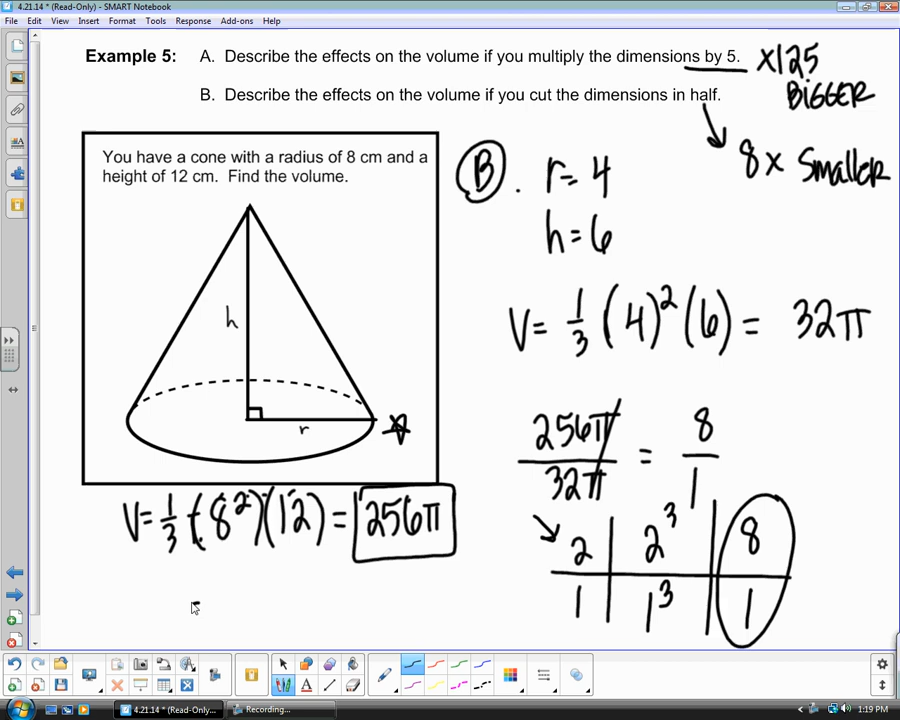 4.21.14 * (Read-Only) - SMART Notebook
File Edit View Insert Format Tools Response Add-ons Help
Example 5: A. Describe the effects on the volume if you multiply the dimensions by 5.
x125
BIGGER
B. Describe the effects on the volume if you cut the dimensions in half.
8x Smaller
You have a cone with a radius of 8 cm and a
height of 12 cm. Find the volume.
h
r
V= 1/3 (8²)(12) = 256π
B. r=4
h=6
V= 1/3 (4)² (6) = 32π
256π/32π = 8/1
2 | 2³ | 8
1 | 1³ | 1
4.21.14 * (Read-Only)...
Recording...
1:19 PM